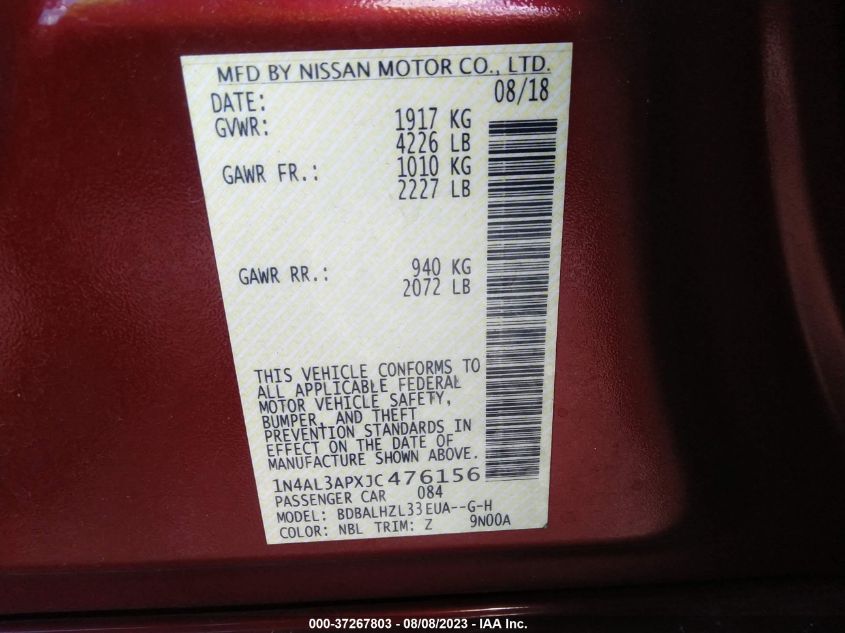 MFD BY NISSAN MOTOR CO., LTD.
DATE: 08/18
GVWR: 1917 KG
4226 LB
GAWR FR.: 1010 KG
2227 LB
GAWR RR.: 940 KG
2072 LB
THIS VEHICLE CONFORMS TO
ALL APPLICABLE FEDERAL
MOTOR VEHICLE SAFETY,
BUMPER, AND THEFT
PREVENTION STANDARDS IN
EFFECT ON THE DATE OF
MANUFACTURE SHOWN ABOVE.
1N4AL3APXJC476156
PASSENGER CAR 084
MODEL: BDBALHZL33EUA--G-H
COLOR: NBL TRIM: Z 9N00A
000-37267803 - 08/08/2023 - IAA Inc.